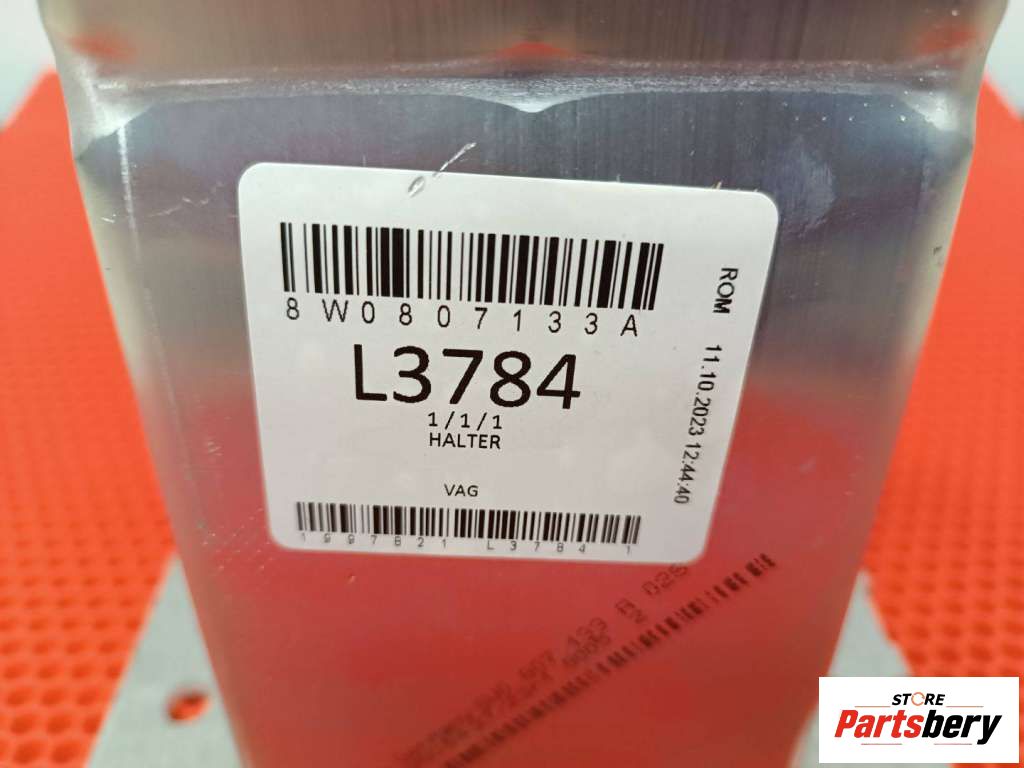 8W0807133A
L3784
1/1/1
HALTER
VAG
1997821 L3784 1
ROM 11.10.2023 12:44:40
STORE
Partsbery